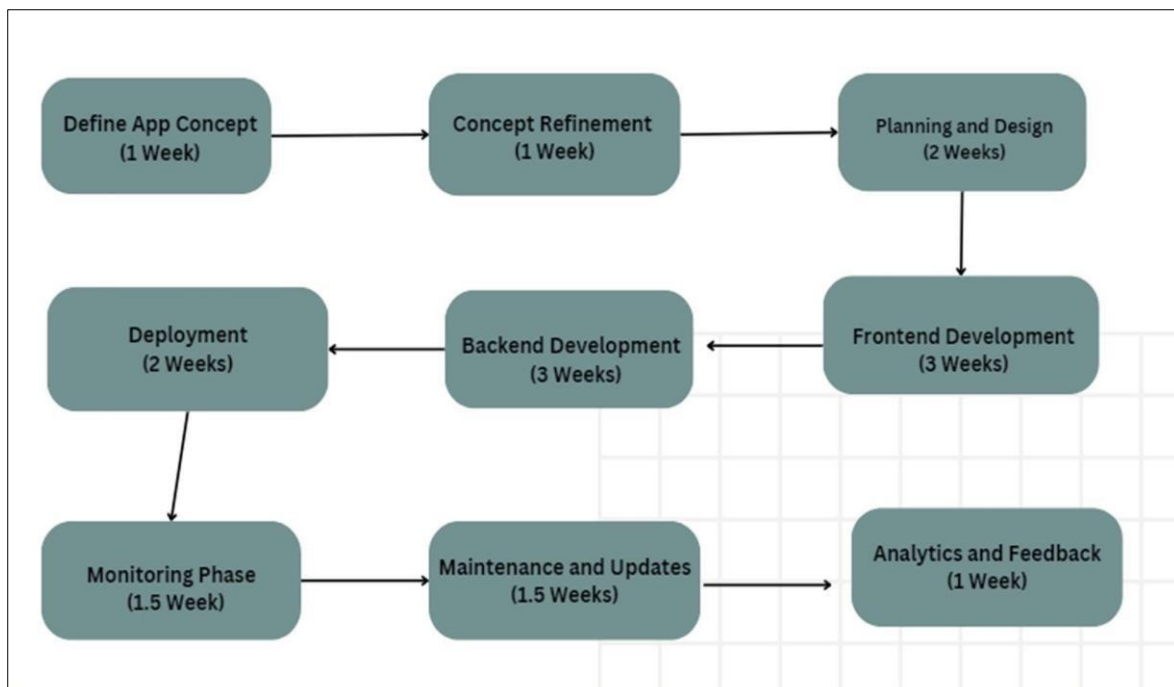 Define App Concept
(1 Week)
Concept Refinement
(1 Week)
Planning and Design
(2 Weeks)
Frontend Development
(3 Weeks)
Backend Development
(3 Weeks)
Deployment
(2 Weeks)
Monitoring Phase
(1.5 Week)
Maintenance and Updates
(1.5 Weeks)
Analytics and Feedback
(1 Week)